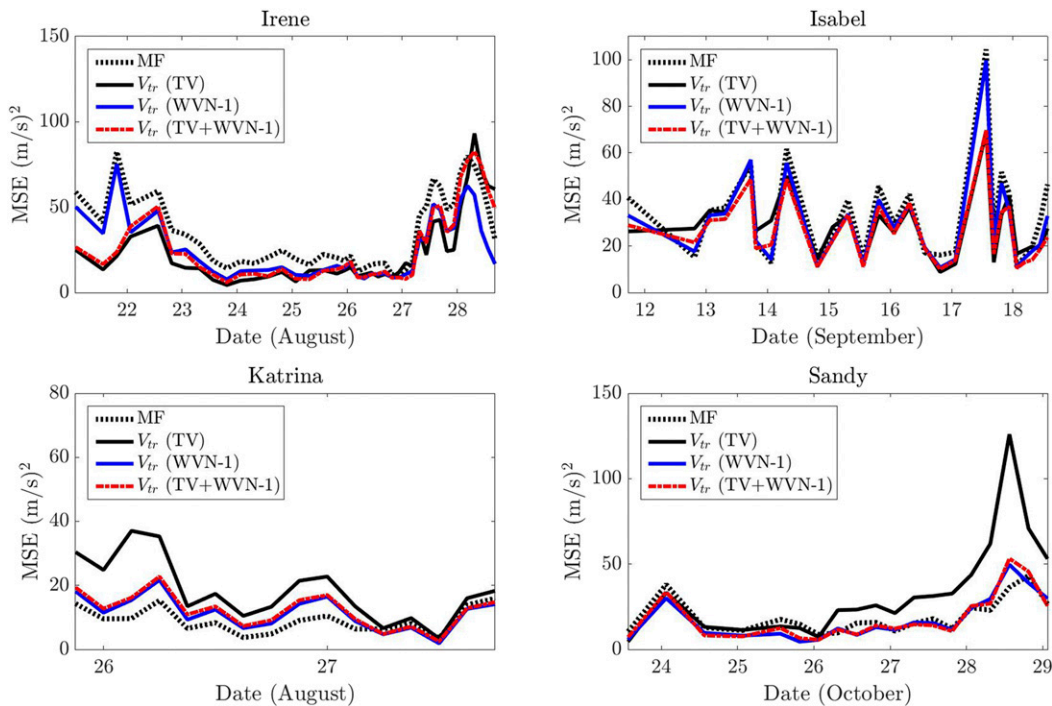 Irene
MSE (m/s)²
150
100
50
0
MF
V_tr (TV)
V_tr (WVN-1)
V_tr (TV+WVN-1)
22 23 24 25 26 27 28
Date (August)
Isabel
MSE (m/s)²
100
80
60
40
20
0
MF
V_tr (TV)
V_tr (WVN-1)
V_tr (TV+WVN-1)
12 13 14 15 16 17 18
Date (September)
Katrina
MSE (m/s)²
80
60
40
20
0
MF
V_tr (TV)
V_tr (WVN-1)
V_tr (TV+WVN-1)
26 27
Date (August)
Sandy
MSE (m/s)²
150
100
50
0
MF
V_tr (TV)
V_tr (WVN-1)
V_tr (TV+WVN-1)
24 25 26 27 28 29
Date (October)